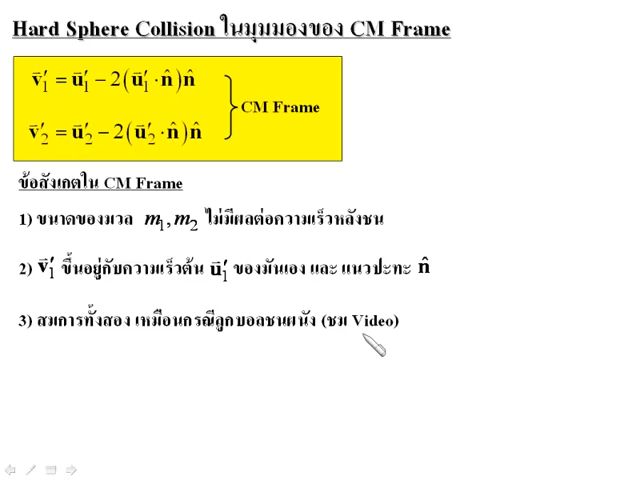 Hard Sphere Collision ในมุมมองของ CM Frame
v⃗′₁ = u⃗′₁ − 2(u⃗′₁ · n̂)n̂
CM Frame
v⃗′₂ = u⃗′₂ − 2(u⃗′₂ · n̂)n̂
ข้อสังเกตใน CM Frame
1) ขนาดของมวล m₁, m₂ ไม่มีผลต่อความเร็วหลังชน
2) v⃗′₁ ขึ้นอยู่กับความเร็วต้น u⃗′₁ ของมันเอง และ แนวปะทะ n̂
3) สมการทั้งสอง เหมือนกรณีลูกบอลชนผนัง (ชม Video)